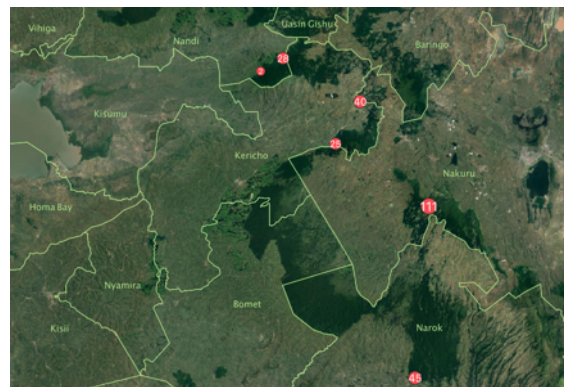 Vihiga
Nandi
Uasin Gishu
Baringo
2
28
40
Kisumu
25
Kericho
Nakuru
Homa Bay
111
Nyamira
Bomet
Kisii
Narok
45